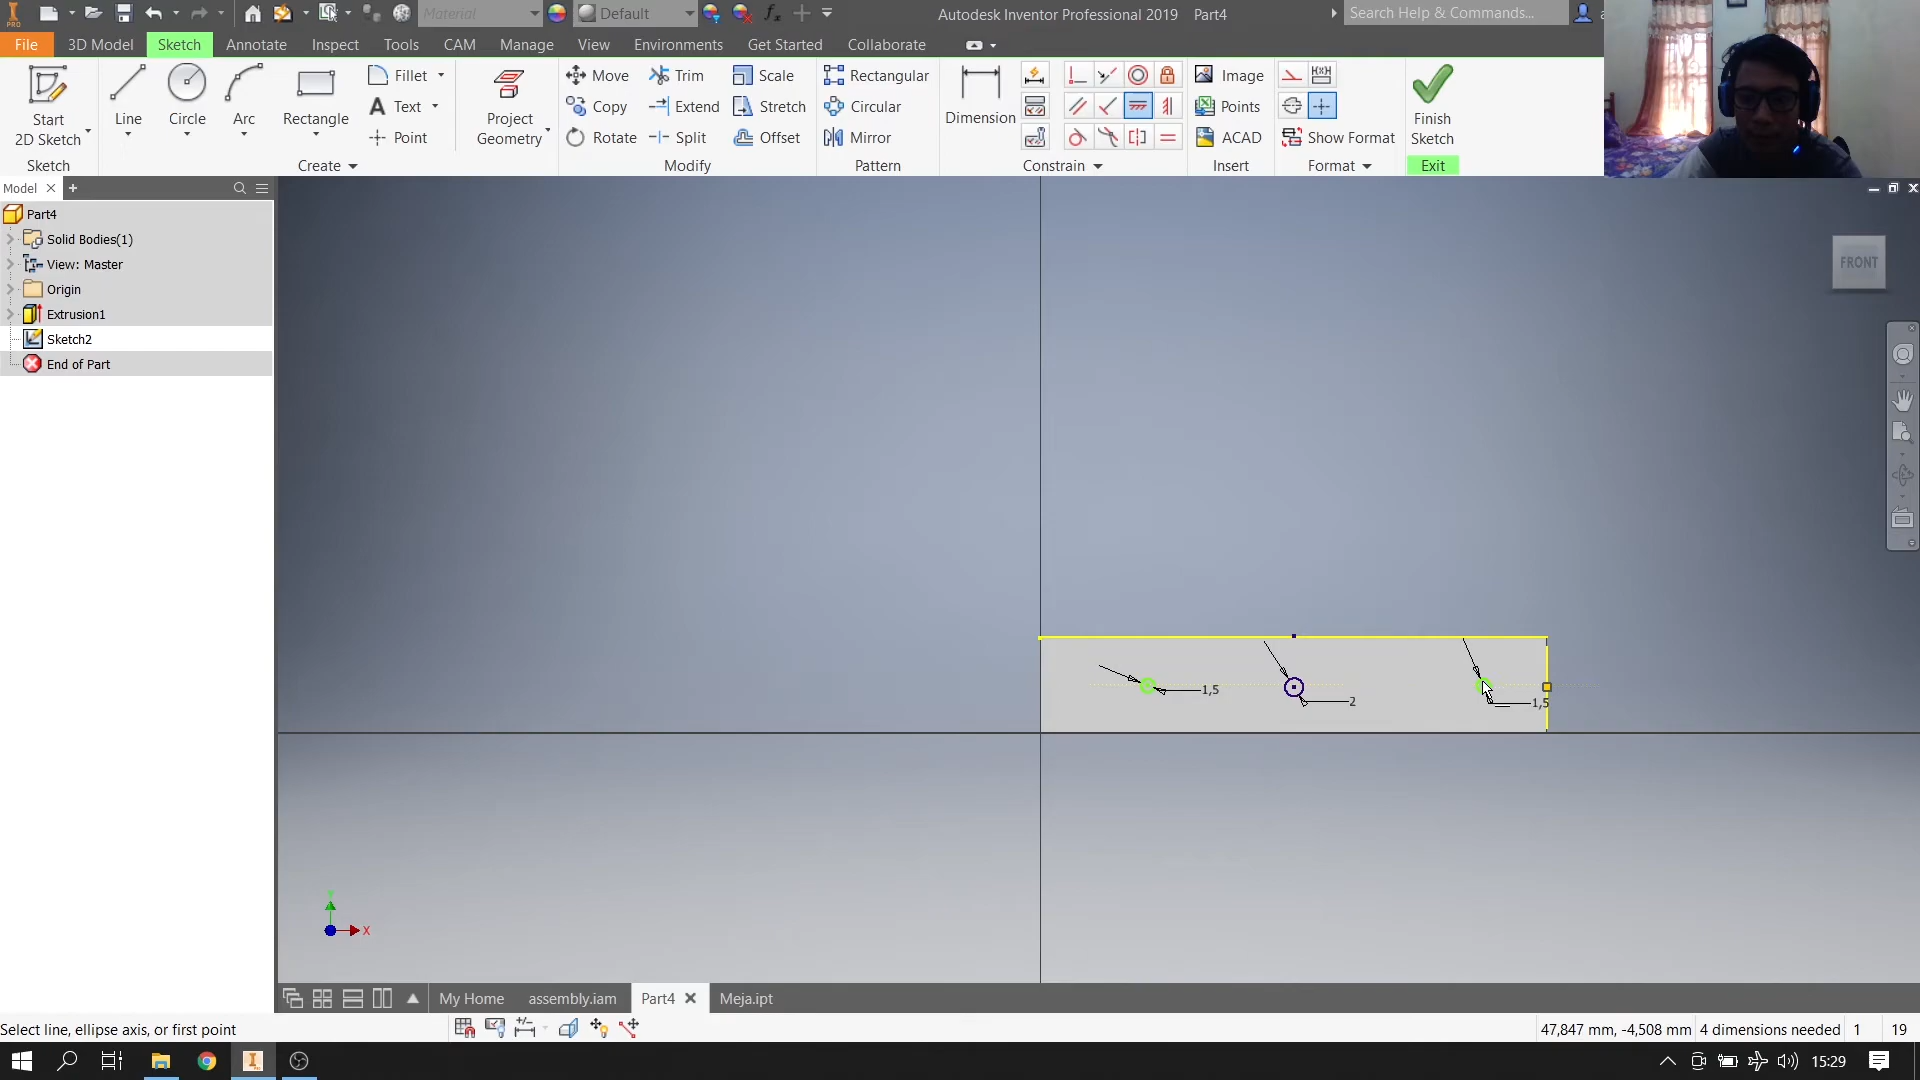 Material
Default
Autodesk Inventor Professional 2019 Part4
Search Help & Commands...
PRO
File 3D Model Sketch Annotate Inspect Tools CAM Manage View Environments Get Started Collaborate
Start
2D Sketch
Sketch
Line
Circle
Arc
Rectangle
Fillet
Text
Point
Create
Project
Geometry
Move
Copy
Rotate
Trim
Extend
Split
Scale
Stretch
Offset
Modify
Rectangular
Circular
Mirror
Pattern
Dimension
Constrain
Image
Points
ACAD
Insert
Show Format
Format
Finish
Sketch
Exit
Model
Part4
Solid Bodies(1)
View: Master
Origin
Extrusion1
Sketch2
End of Part
FRONT
1,5
2
1,5
Y
X
My Home assembly.iam Part4 Meja.ipt
Select line, ellipse axis, or first point
47,847 mm, -4,508 mm 4 dimensions needed 1 19
15:29